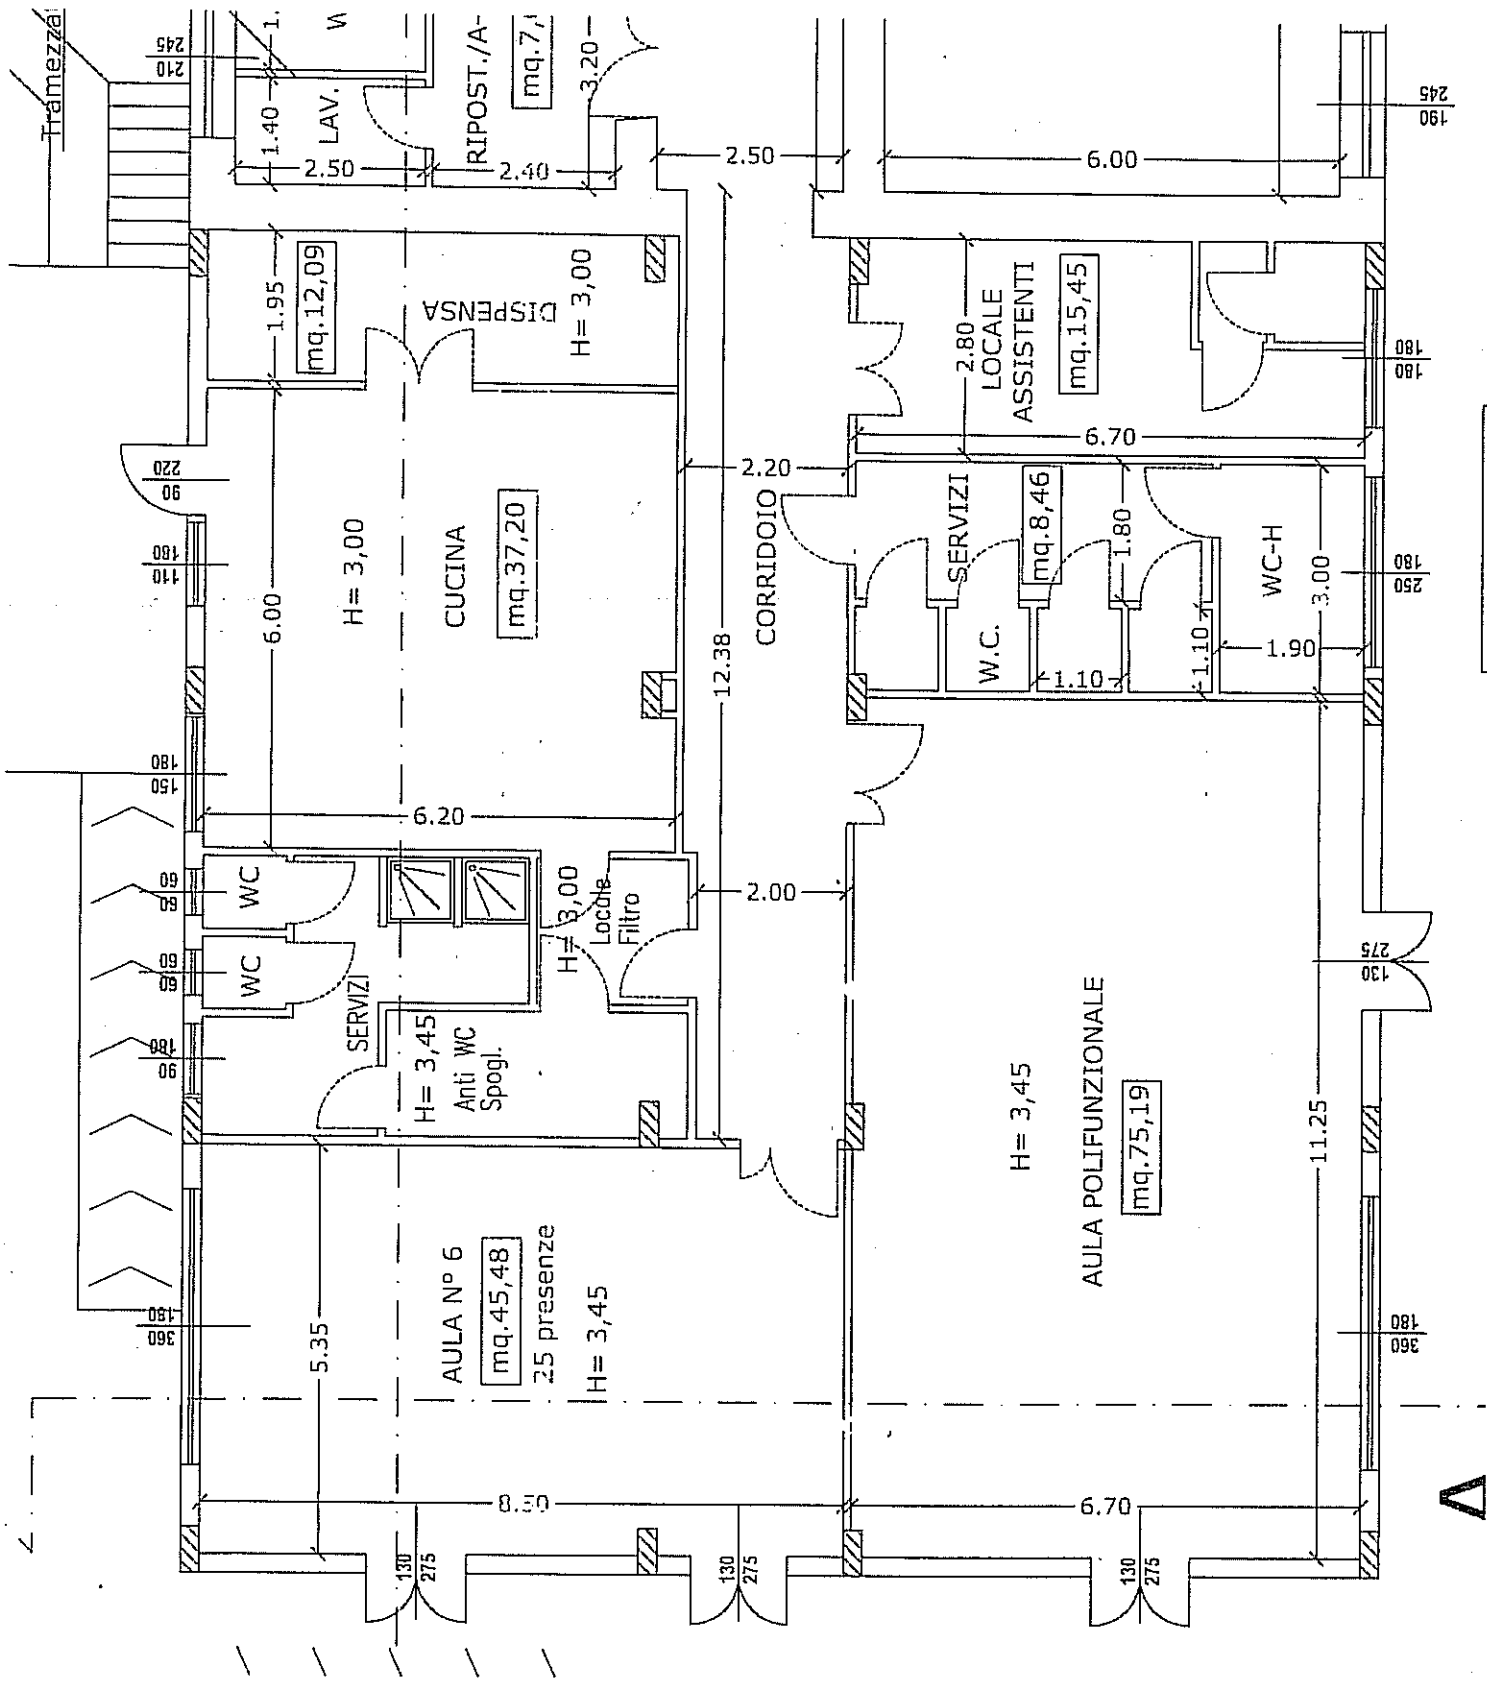 Tramezza
245
210
1.40
LAV.
2.50
RIPOST./A-
mq.7,
3.20
2.40
2.50
6.00
245
190
1.95
mq.12,09
DISPENSA
H= 3,00
2.80
LOCALE
ASSISTENTI
mq.15,45
180
180
6.70
220
90
180
110
6.00
H= 3,00
CUCINA
mq.37,20
2.20
CORRIDOIO
12.38
SERVIZI
mq.8,46
1.80
W.C.
1.10
1.10
WC-H
1.90
3.00
180
250
180
150
6.20
60
60
WC
60
60
WC
SERVIZI
180
90
H= 3,45
Anti WC
Spogl.
H= 3,00
Locale
Filtro
2.00
275
130
H= 3,45
AULA POLIFUNZIONALE
mq.75,19
11.25
180
360
5.35
AULA N° 6
mq.45,48
25 presenze
H= 3,45
180
360
8.50
6.70
130
275
130
275
130
275
A